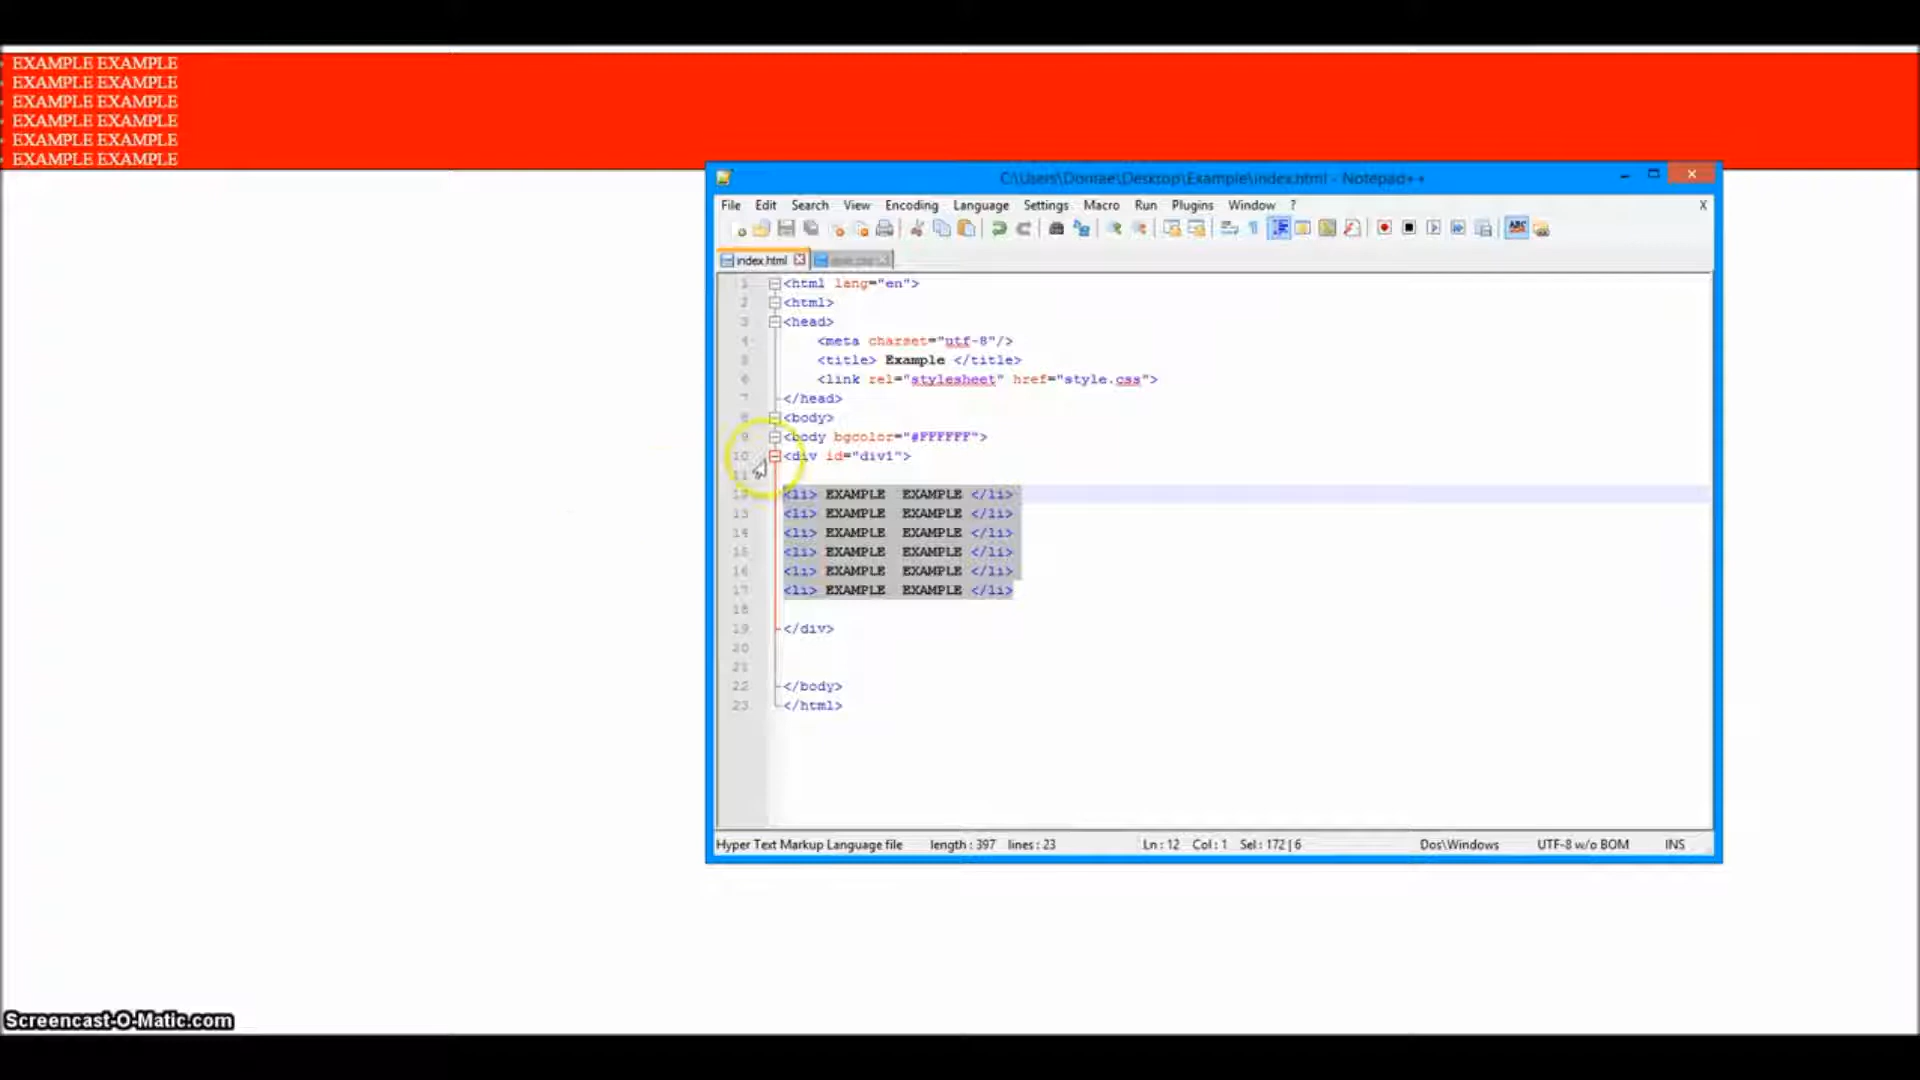 EXAMPLE EXAMPLE
EXAMPLE EXAMPLE
EXAMPLE EXAMPLE
EXAMPLE EXAMPLE
EXAMPLE EXAMPLE
EXAMPLE EXAMPLE
C:\Users\Donrae\Desktop\Example\index.html - Notepad++
File Edit Search View Encoding Language Settings Macro Run Plugins Window ? X
index.html
1 <html lang="en">
2 <html>
3 <head>
4 <meta charset="utf-8"/>
5 <title> Example </title>
6 <link rel="stylesheet" href="style.css">
7 </head>
8 <body>
9 <body bgcolor="#FFFFFF">
10 <div id="div1">
11
12 <li> EXAMPLE  EXAMPLE </li>
13 <li> EXAMPLE  EXAMPLE </li>
14 <li> EXAMPLE  EXAMPLE </li>
15 <li> EXAMPLE  EXAMPLE </li>
16 <li> EXAMPLE  EXAMPLE </li>
17 <li> EXAMPLE  EXAMPLE </li>
18
19 </div>
20
21
22 </body>
23 </html>
Hyper Text Markup Language file length : 397 lines : 23 Ln : 12 Col : 1 Sel : 172 | 6 Dos\Windows UTF-8 w/o BOM INS
Screencast-O-Matic.com